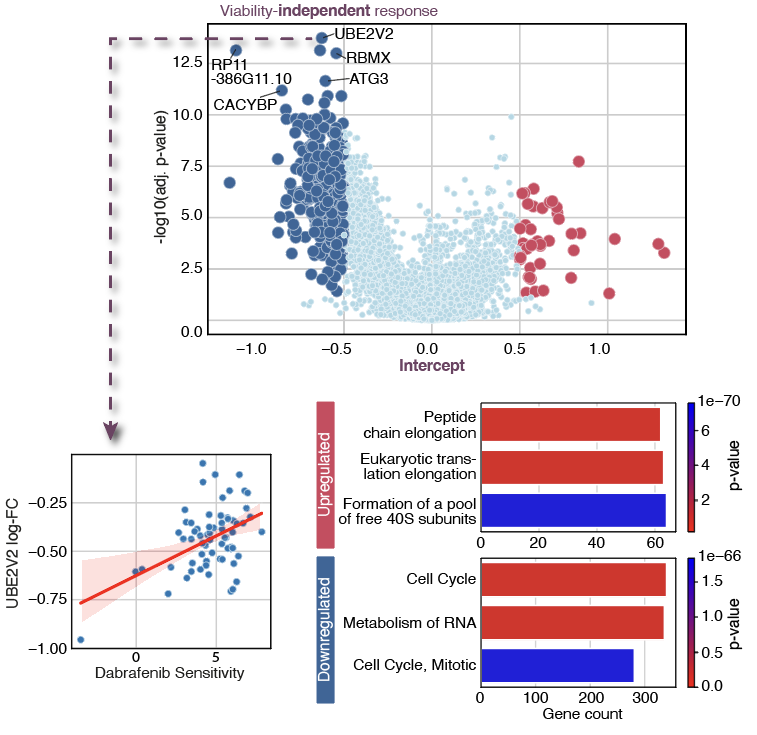 Viability-independent response
UBE2V2
RBMX
RP11
-386G11.10
ATG3
CACYBP
-log10(adj. p-value)
12.5
10.0
7.5
5.0
2.5
0.0
−1.0
−0.5
0.0
0.5
1.0
Intercept
UBE2V2 log-FC
−0.25
−0.50
−0.75
−1.00
0
5
Dabrafenib Sensitivity
Upregulated
Peptide
chain elongation
Eukaryotic trans-
lation elongation
Formation of a pool
of free 40S subunits
0
20
40
60
1e−70
6
4
2
p-value
Downregulated
Cell Cycle
Metabolism of RNA
Cell Cycle, Mitotic
0
100
200
300
Gene count
1e−66
1.5
1.0
0.5
0.0
p-value